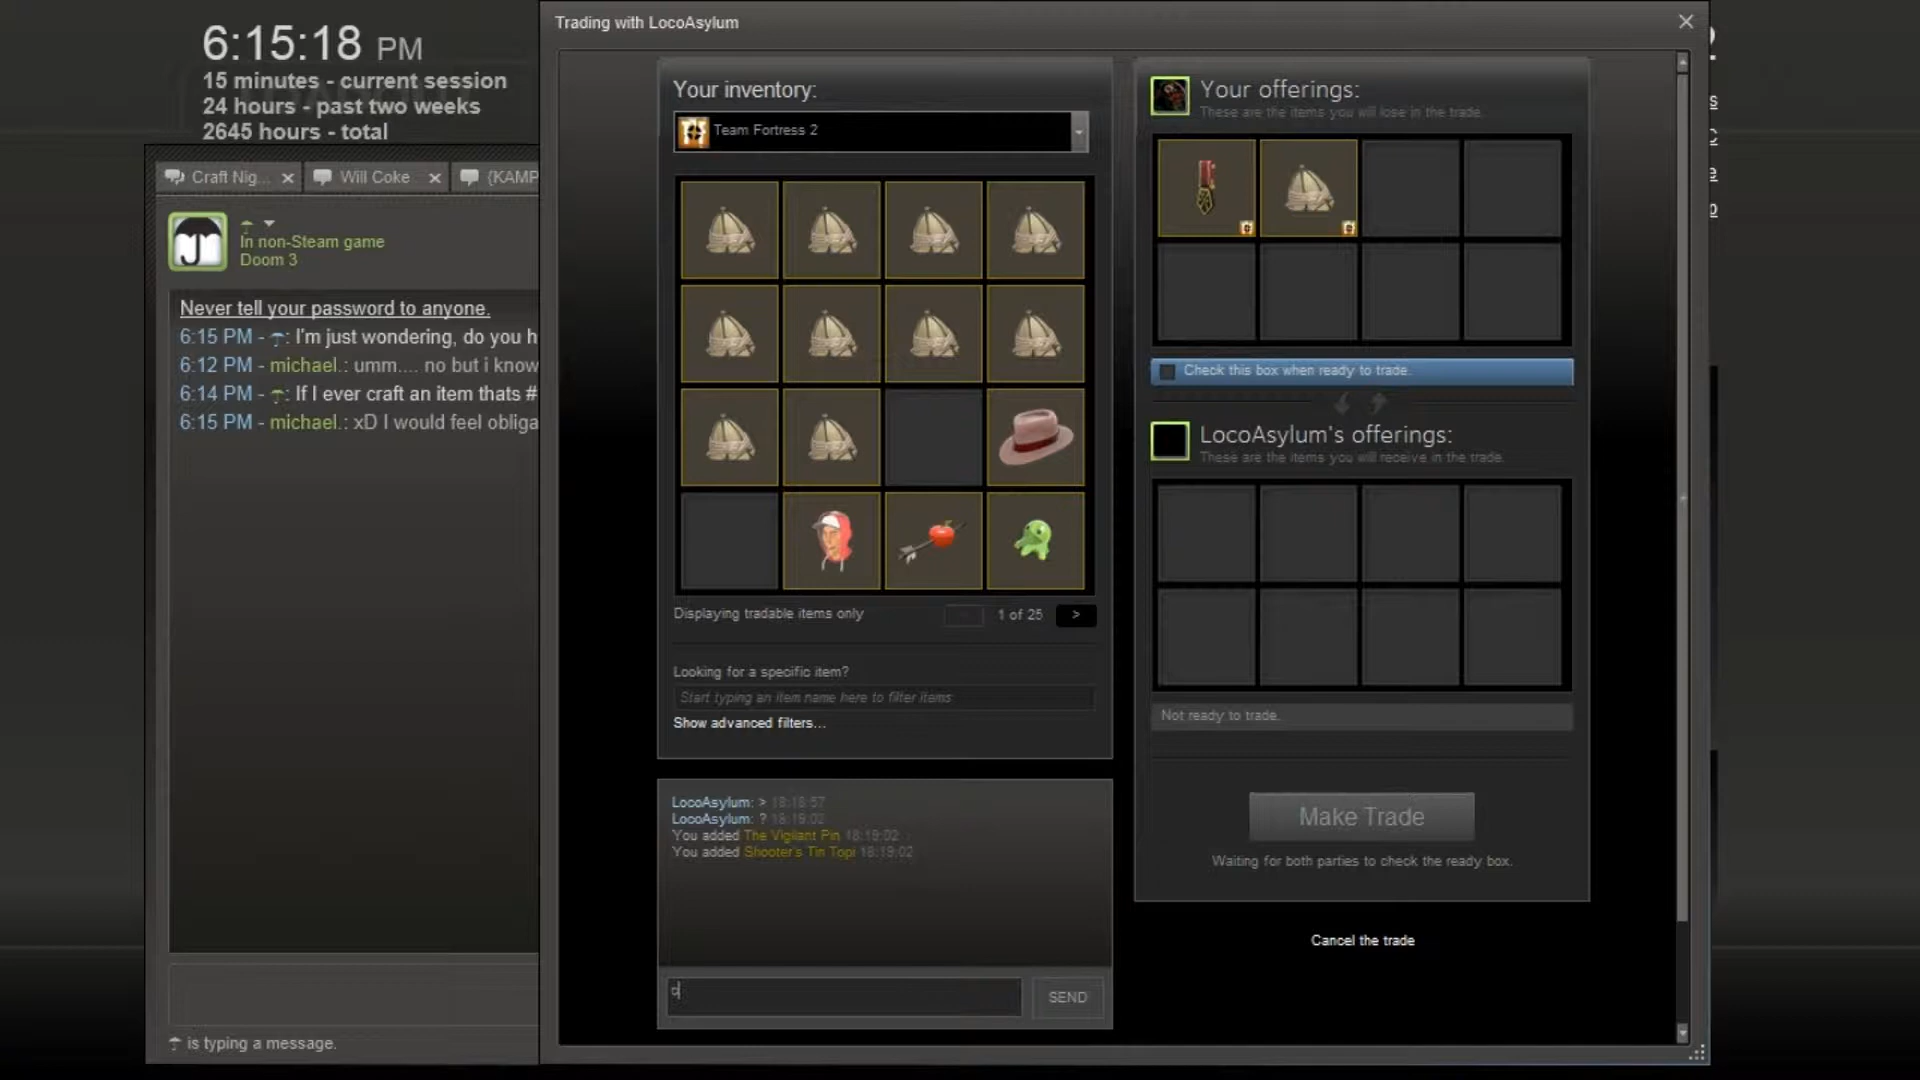 6:15:18 PM
15 minutes - current session
24 hours - past two weeks
2645 hours - total
Craft Nig...
Will Coke
{KAMP
In non-Steam game
Doom 3
Never tell your password to anyone.
6:15 PM - : I'm just wondering, do you h
6:12 PM - michael.: umm.... no but i know
6:14 PM - : If I ever craft an item thats #
6:15 PM - michael.: xD I would feel obliga
is typing a message.
Trading with LocoAsylum
Your inventory:
Team Fortress 2
Displaying tradable items only
1 of 25
>
Looking for a specific item?
Start typing an item name here to filter items
Show advanced filters...
LocoAsylum: > 18:18:57
LocoAsylum: ? 18:19:02
You added The Vigilant Pin 18:19:02
You added Shooter's Tin Topi 18:19:02
SEND
Your offerings:
These are the items you will lose in the trade.
Check this box when ready to trade.
LocoAsylum's offerings:
These are the items you will receive in the trade.
Not ready to trade.
Make Trade
Waiting for both parties to check the ready box.
Cancel the trade